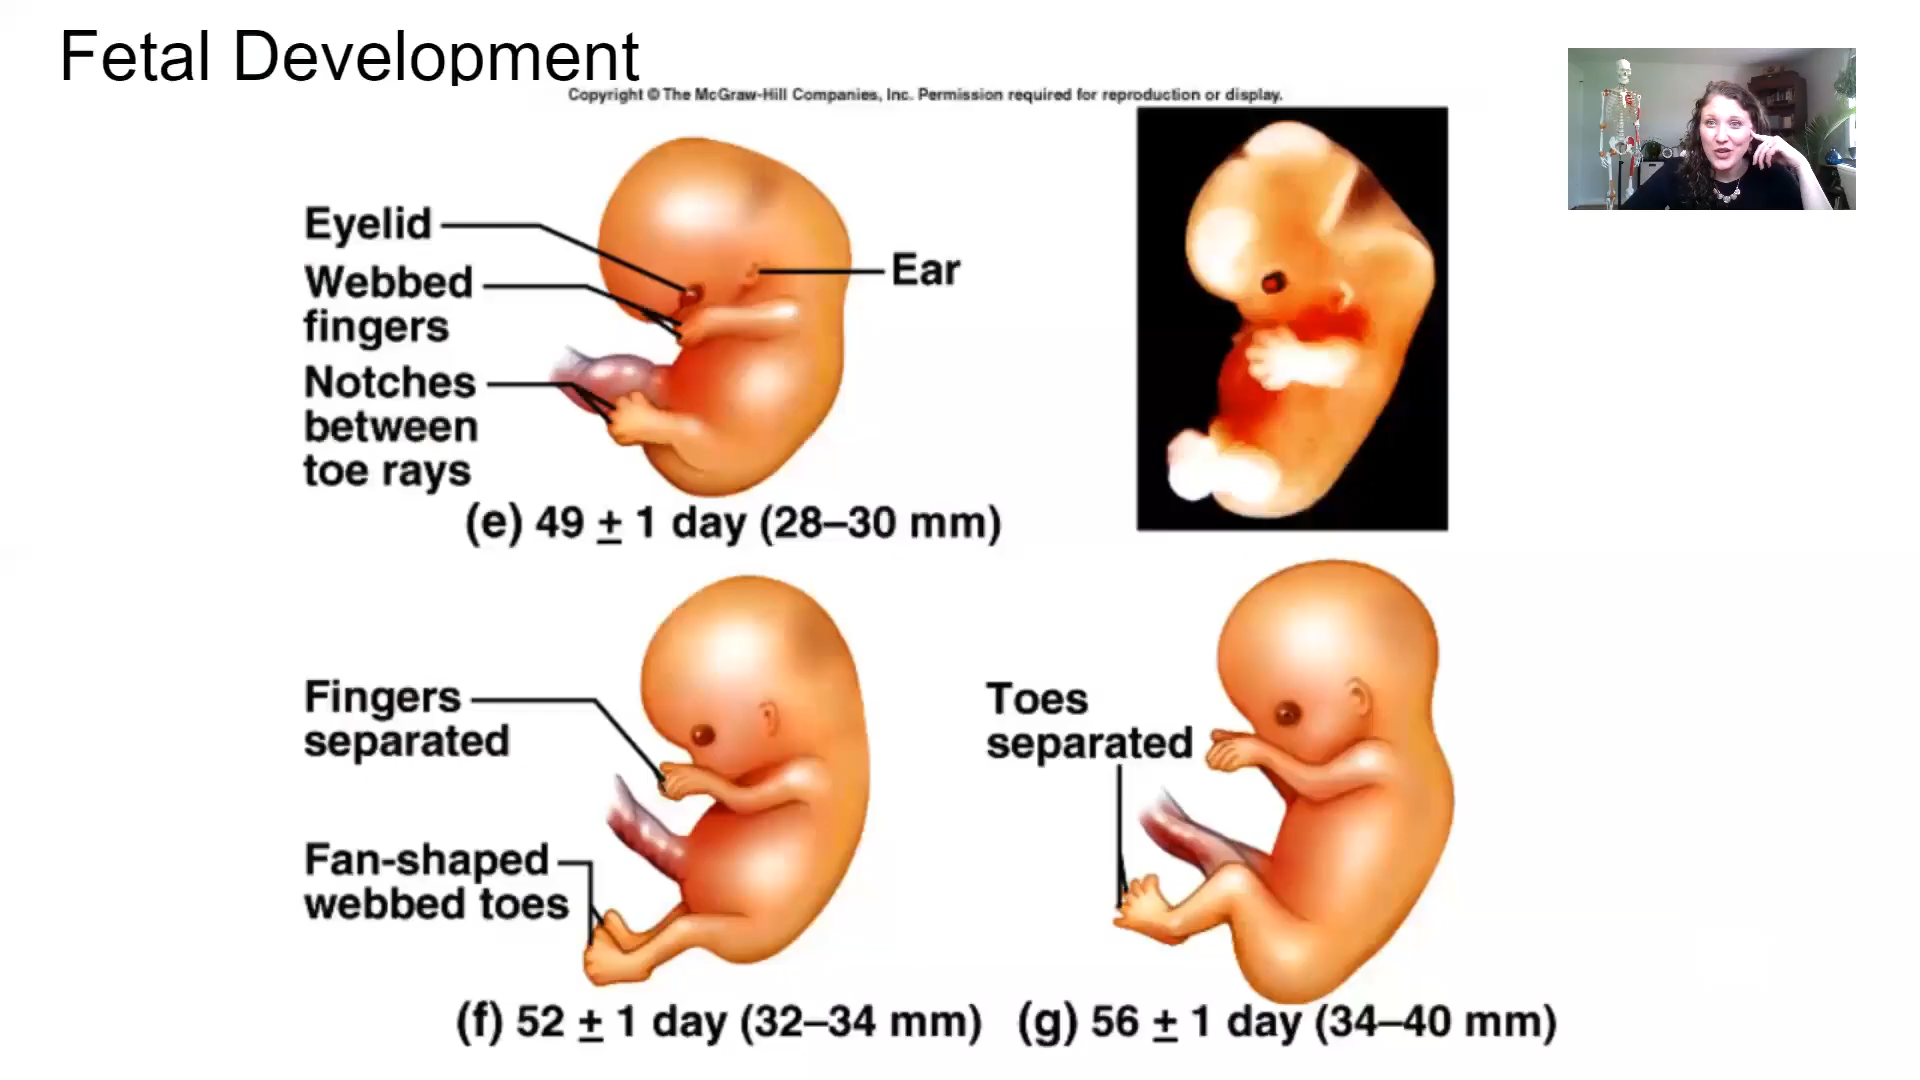 Fetal Development
Copyright © The McGraw-Hill Companies, Inc. Permission required for reproduction or display.
Eyelid
Webbed
fingers
Notches
between
toe rays
Ear
(e) 49 ± 1 day (28–30 mm)
Fingers
separated
Fan-shaped
webbed toes
(f) 52 ± 1 day (32–34 mm)
Toes
separated
(g) 56 ± 1 day (34–40 mm)